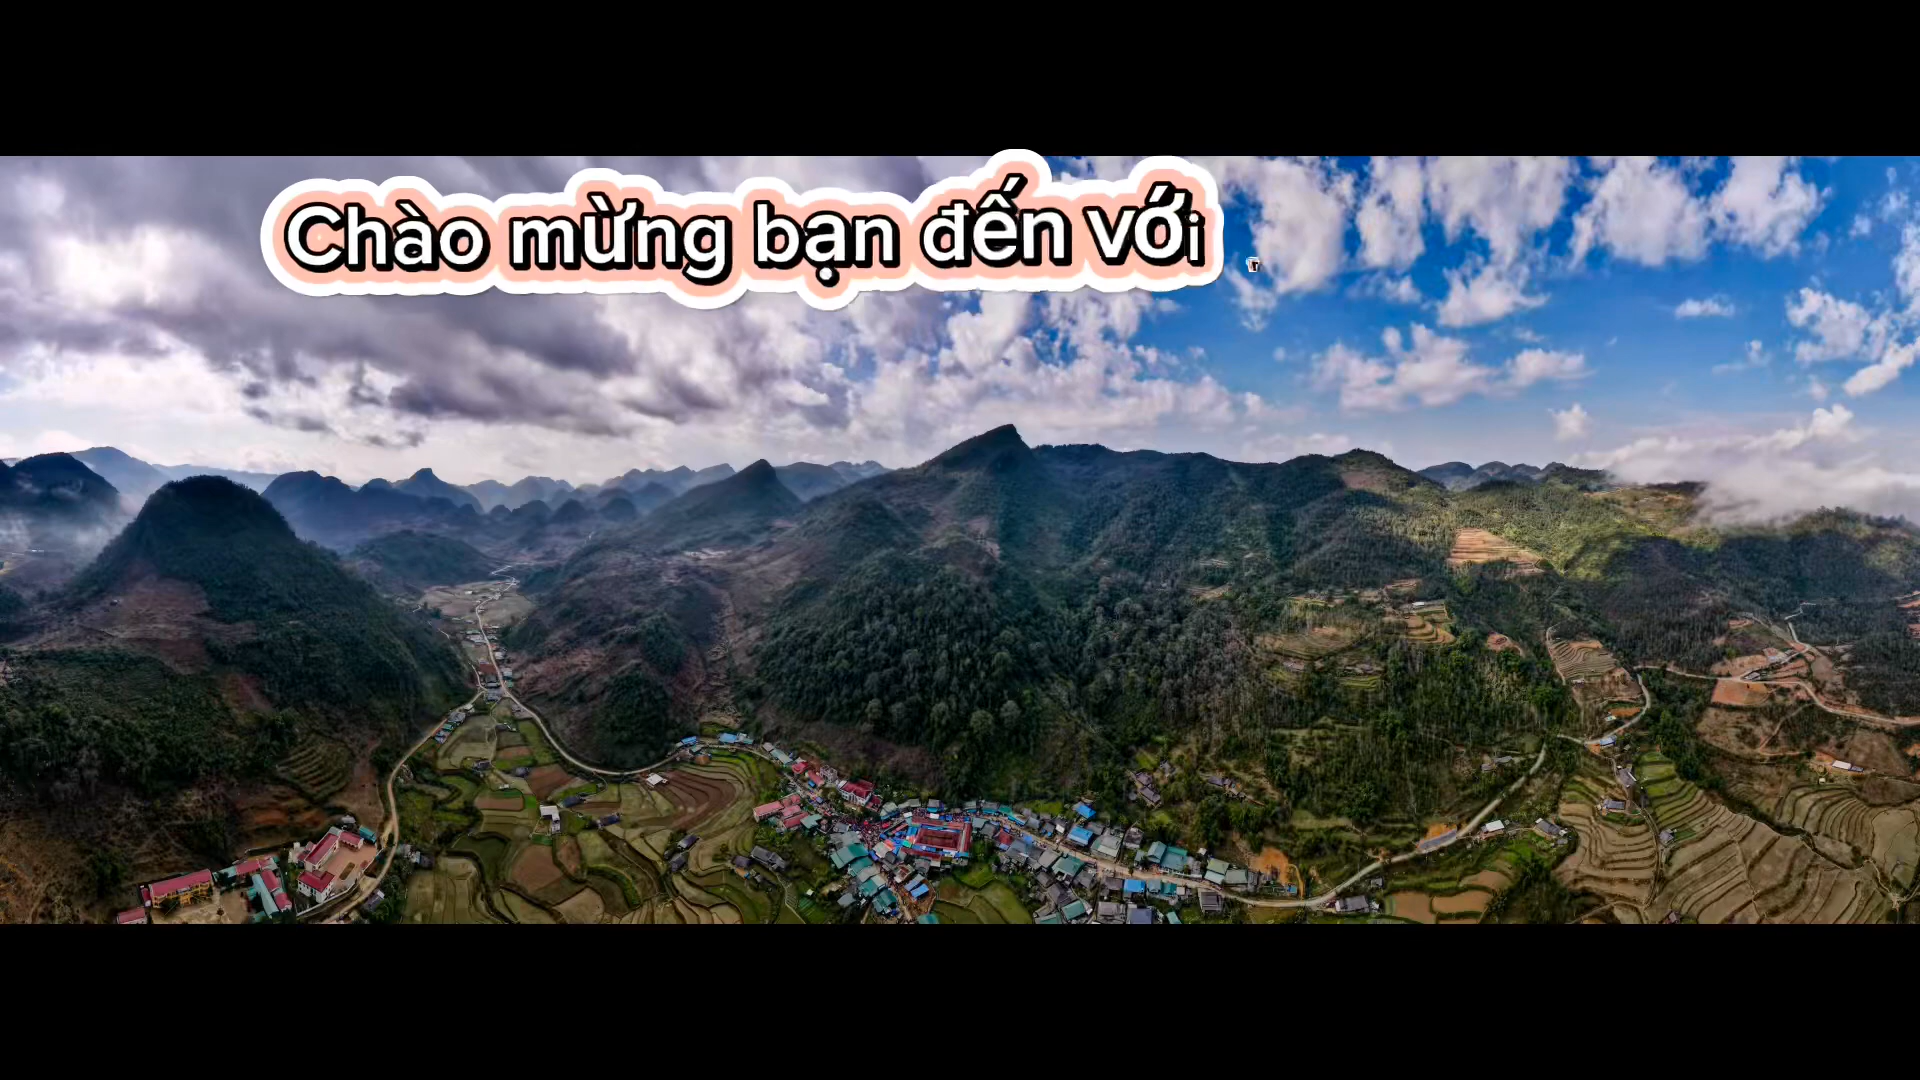 Chào mừng bạn đến với